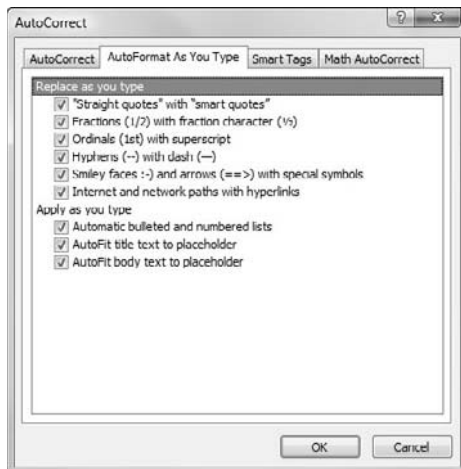 AutoCorrect
AutoCorrect AutoFormat As You Type Smart Tags Math AutoCorrect
Replace as you type
"Straight quotes" with “smart quotes”
Fractions (1/2) with fraction character (½)
Ordinals (1st) with superscript
Hyphens (--) with dash (—)
Smiley faces :-) and arrows (==>) with special symbols
Internet and network paths with hyperlinks
Apply as you type
Automatic bulleted and numbered lists
AutoFit title text to placeholder
AutoFit body text to placeholder
OK Cancel